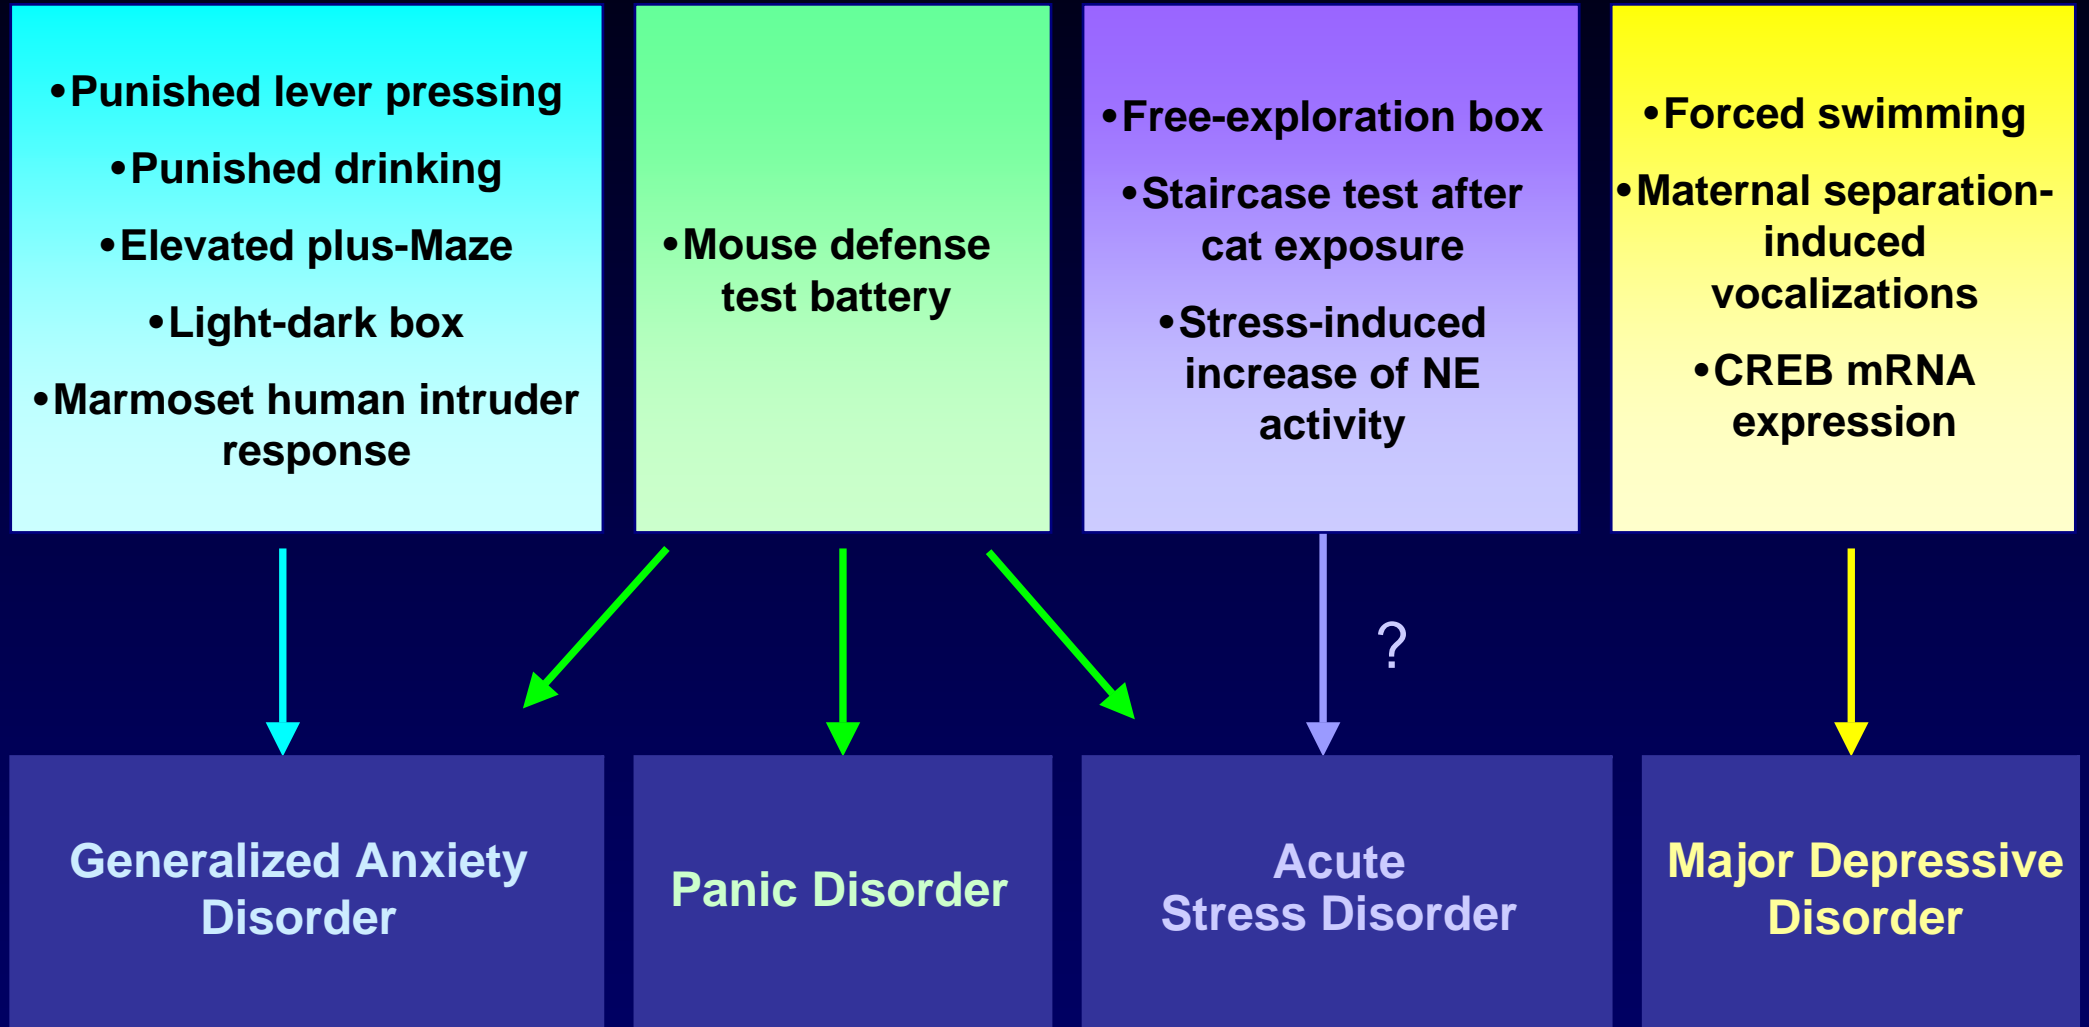 •Punished lever pressing
•Punished drinking
•Elevated plus-Maze
•Light-dark box
•Marmoset human intruder
response
•Mouse defense
test battery
•Free-exploration box
•Staircase test after
cat exposure
•Stress-induced
increase of NE
activity
•Forced swimming
•Maternal separation-
induced
vocalizations
•CREB mRNA
expression
?
Generalized Anxiety
Disorder
Panic Disorder
Acute
Stress Disorder
Major Depressive
Disorder